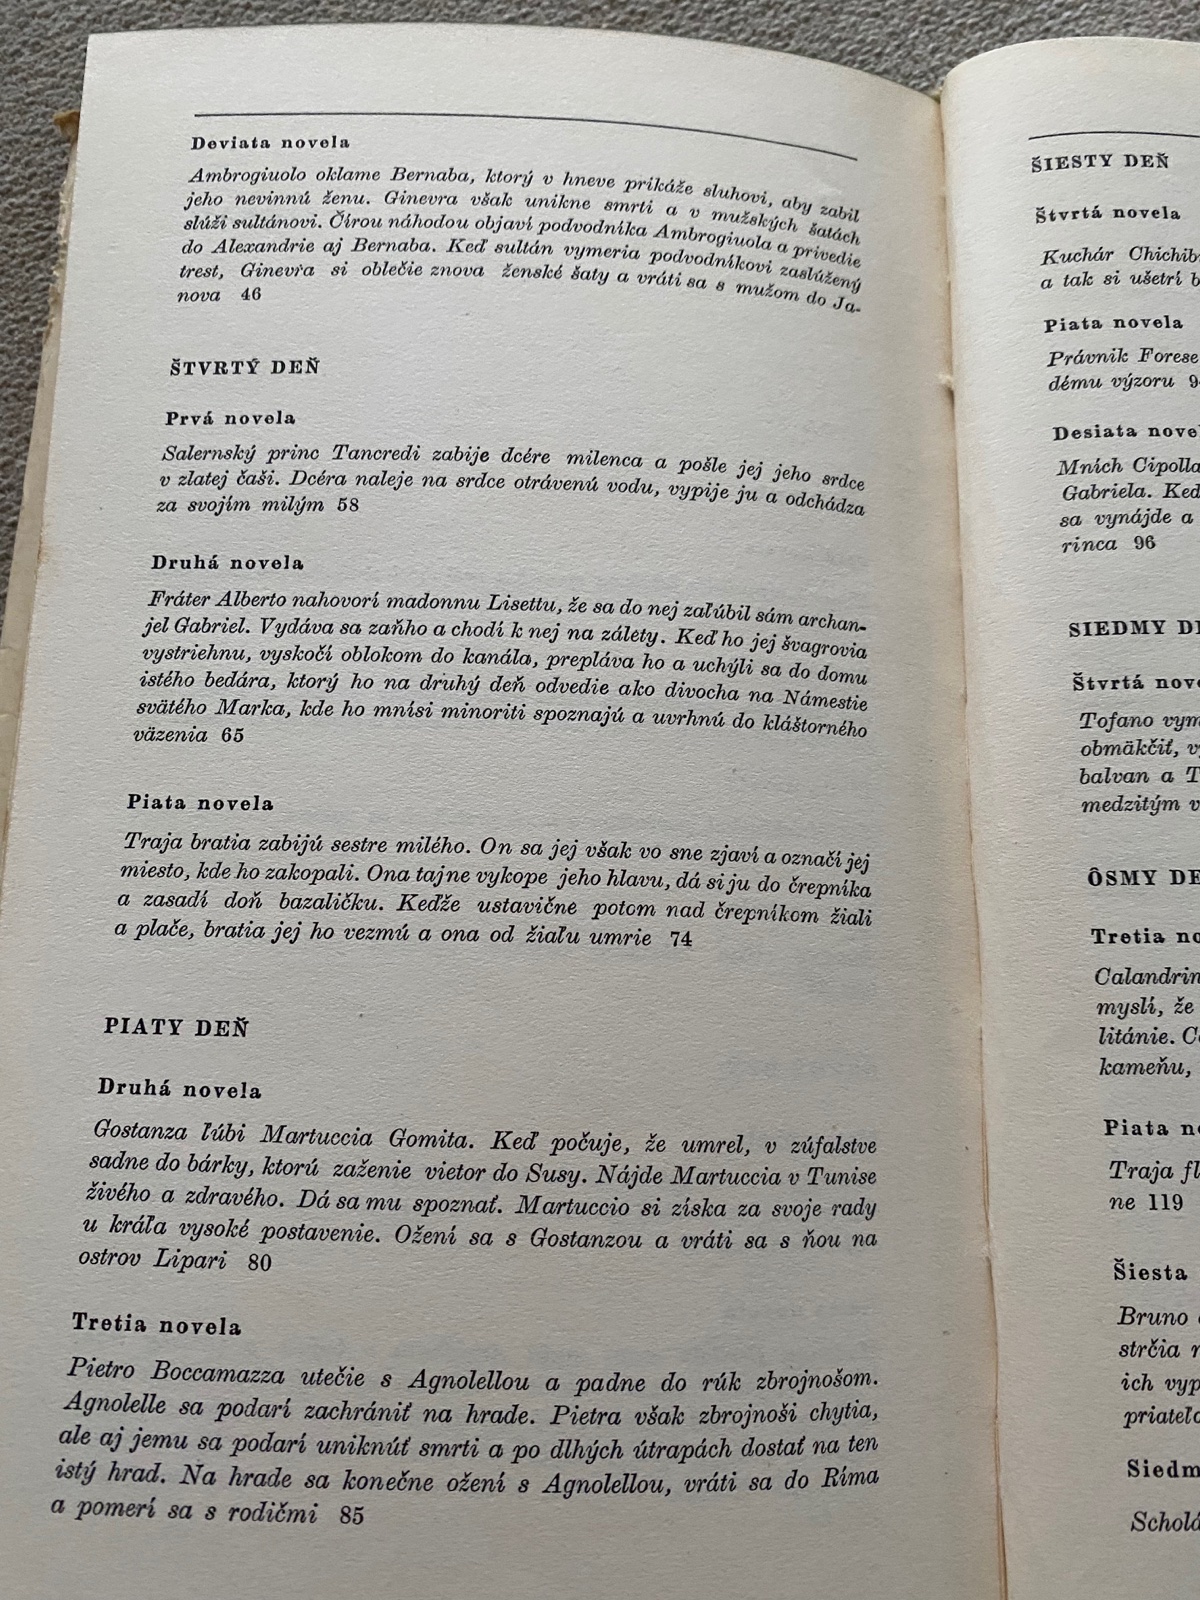 Deviata novela
Ambrogiuolo oklame Bernaba, ktorý v hneve prikáže sluhovi, aby zabil
jeho nevinnú ženu. Ginevra však unikne smrti a v mužských šatách
slúži sultánovi. Čírou náhodou objaví podvodníka Ambrogiuola a privedie
do Alexandrie aj Bernaba. Keď sultán vymeria podvodníkovi zaslúžený
trest, Ginevra si oblečie znova ženské šaty a vráti sa s mužom do Ja-
nova 46
ŠTVRTÝ DEŇ
Prvá novela
Salernský princ Tancredi zabije dcére milenca a pošle jej jeho srdce
v zlatej čaši. Dcéra naleje na srdce otrávenú vodu, vypije ju a odchádza
za svojím milým 58
Druhá novela
Fráter Alberto nahovorí madonnu Lisettu, že sa do nej zaľúbil sám archan-
jel Gabriel. Vydáva sa zaňho a chodí k nej na zálety. Keď ho jej švagrovia
vystriehnu, vyskočí oblokom do kanála, prepláva ho a uchýli sa do domu
istého bedára, ktorý ho na druhý deň odvedie ako divocha na Námestie
svätého Marka, kde ho mnísi minoriti spoznajú a uvrhnú do kláštorného
väzenia 65
Piata novela
Traja bratia zabijú sestre milého. On sa jej však vo sne zjaví a označí jej
miesto, kde ho zakopali. Ona tajne vykope jeho hlavu, dá si ju do črepníka
a zasadí doň bazaličku. Keďže ustavične potom nad črepníkom žiali
a plače, bratia jej ho vezmú a ona od žiaľu umrie 74
PIATY DEŇ
Druhá novela
Gostanza ľúbi Martuccia Gomita. Keď počuje, že umrel, v zúfalstve
sadne do bárky, ktorú zaženie vietor do Susy. Nájde Martuccia v Tunise
živého a zdravého. Dá sa mu spoznať. Martuccio si získa za svoje rady
u kráľa vysoké postavenie. Ožení sa s Gostanzou a vráti sa s ňou na
ostrov Lipari 80
Tretia novela
Pietro Boccamazza utečie s Agnolellou a padne do rúk zbrojnošom.
Agnolelle sa podarí zachrániť na hrade. Pietra však zbrojnoši chytia,
ale aj jemu sa podarí uniknúť smrti a po dlhých útrapách dostať na ten
istý hrad. Na hrade sa konečne ožení s Agnolellou, vráti sa do Ríma
a pomerí sa s rodičmi 85
ŠIESTY DEŇ
Štvrtá novela
Kuchár Chichib
a tak si ušetrí b
Piata novela
Právnik Forese
dému výzoru 9
Desiata nove
Mních Cipolla
Gabriela. Keď
sa vynájde a
rinca 96
SIEDMY DE
Štvrtá nov
Tofano vym
obmäkčiť, v
balvan a T
medzitým v
ÔSMY DE
Tretia no
Calandrin
myslí, že
litánie. C
kameňu,
Piata n
Traja fl
ne 119
Šiesta
Bruno
strčia
ich vyp
priateľ
Siedm
Scholá